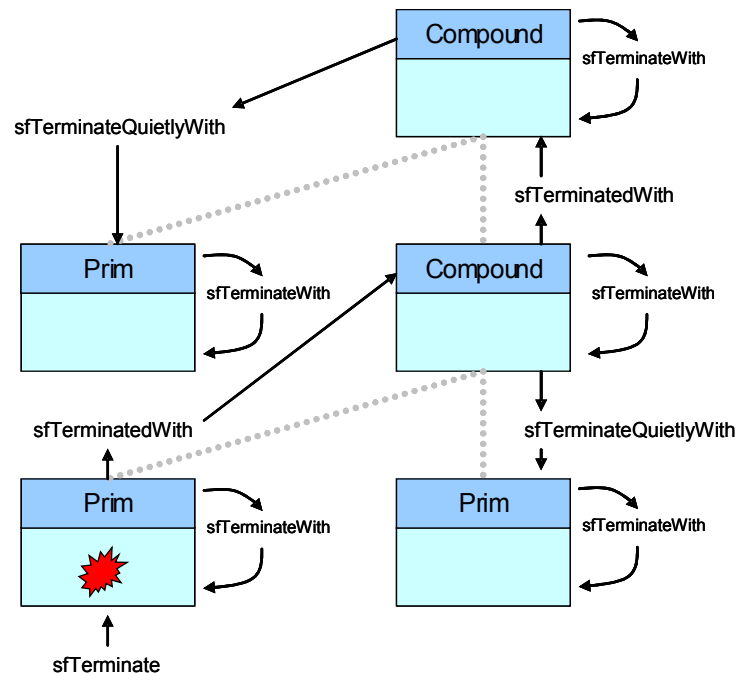 Compound
sfTerminateWith
sfTerminateQuietlyWith
sfTerminatedWith
Prim
sfTerminateWith
Compound
sfTerminateWith
sfTerminatedWith
sfTerminateQuietlyWith
Prim
sfTerminateWith
Prim
sfTerminateWith
sfTerminate